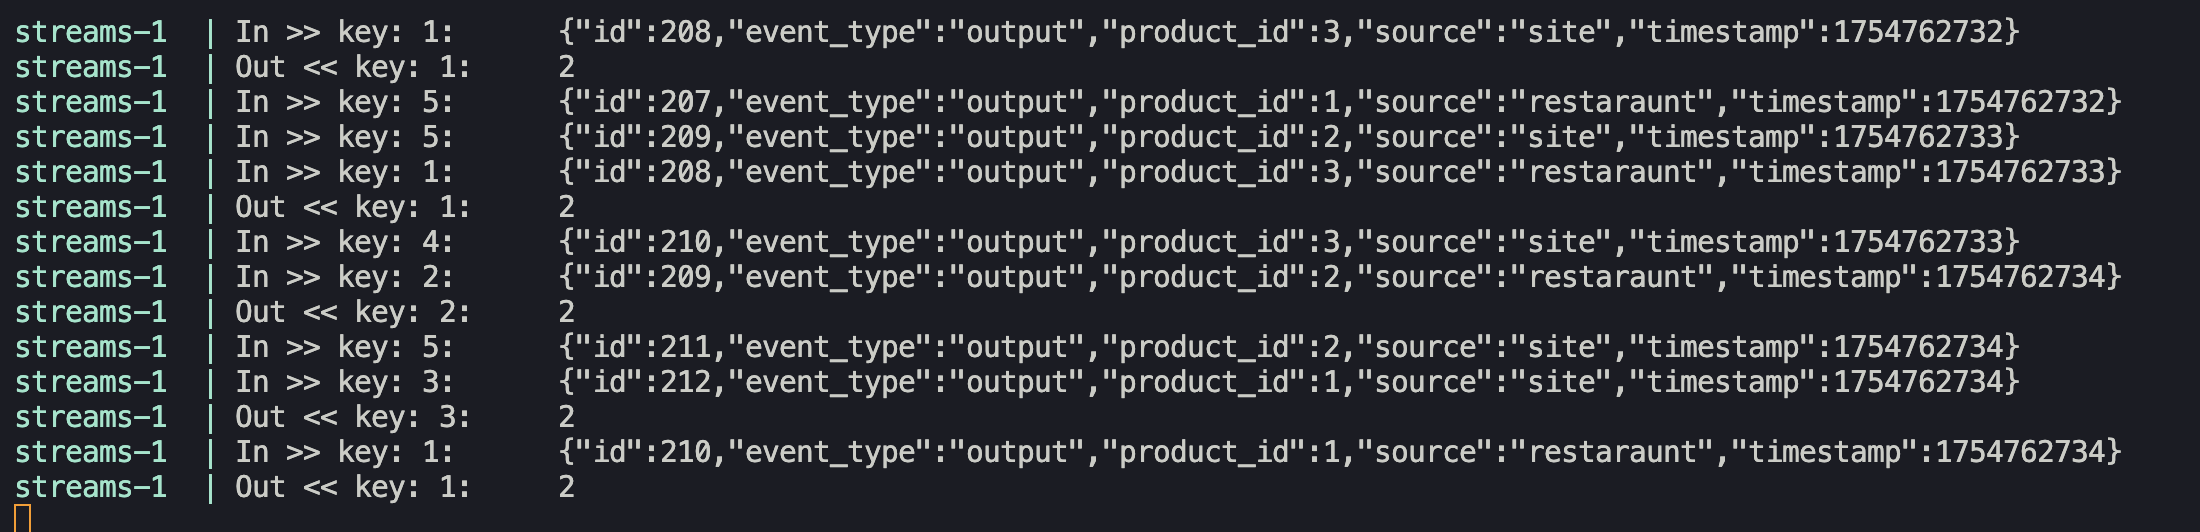 streams-1  | In >> key: 1:      {"id":208,"event_type":"output","product_id":3,"source":"site","timestamp":1754762732}
streams-1  | Out << key: 1:     2
streams-1  | In >> key: 5:      {"id":207,"event_type":"output","product_id":1,"source":"restaraunt","timestamp":1754762732}
streams-1  | In >> key: 5:      {"id":209,"event_type":"output","product_id":2,"source":"site","timestamp":1754762733}
streams-1  | In >> key: 1:      {"id":208,"event_type":"output","product_id":3,"source":"restaraunt","timestamp":1754762733}
streams-1  | Out << key: 1:     2
streams-1  | In >> key: 4:      {"id":210,"event_type":"output","product_id":3,"source":"site","timestamp":1754762733}
streams-1  | In >> key: 2:      {"id":209,"event_type":"output","product_id":2,"source":"restaraunt","timestamp":1754762734}
streams-1  | Out << key: 2:     2
streams-1  | In >> key: 5:      {"id":211,"event_type":"output","product_id":2,"source":"site","timestamp":1754762734}
streams-1  | In >> key: 3:      {"id":212,"event_type":"output","product_id":1,"source":"site","timestamp":1754762734}
streams-1  | Out << key: 3:     2
streams-1  | In >> key: 1:      {"id":210,"event_type":"output","product_id":1,"source":"restaraunt","timestamp":1754762734}
streams-1  | Out << key: 1:     2